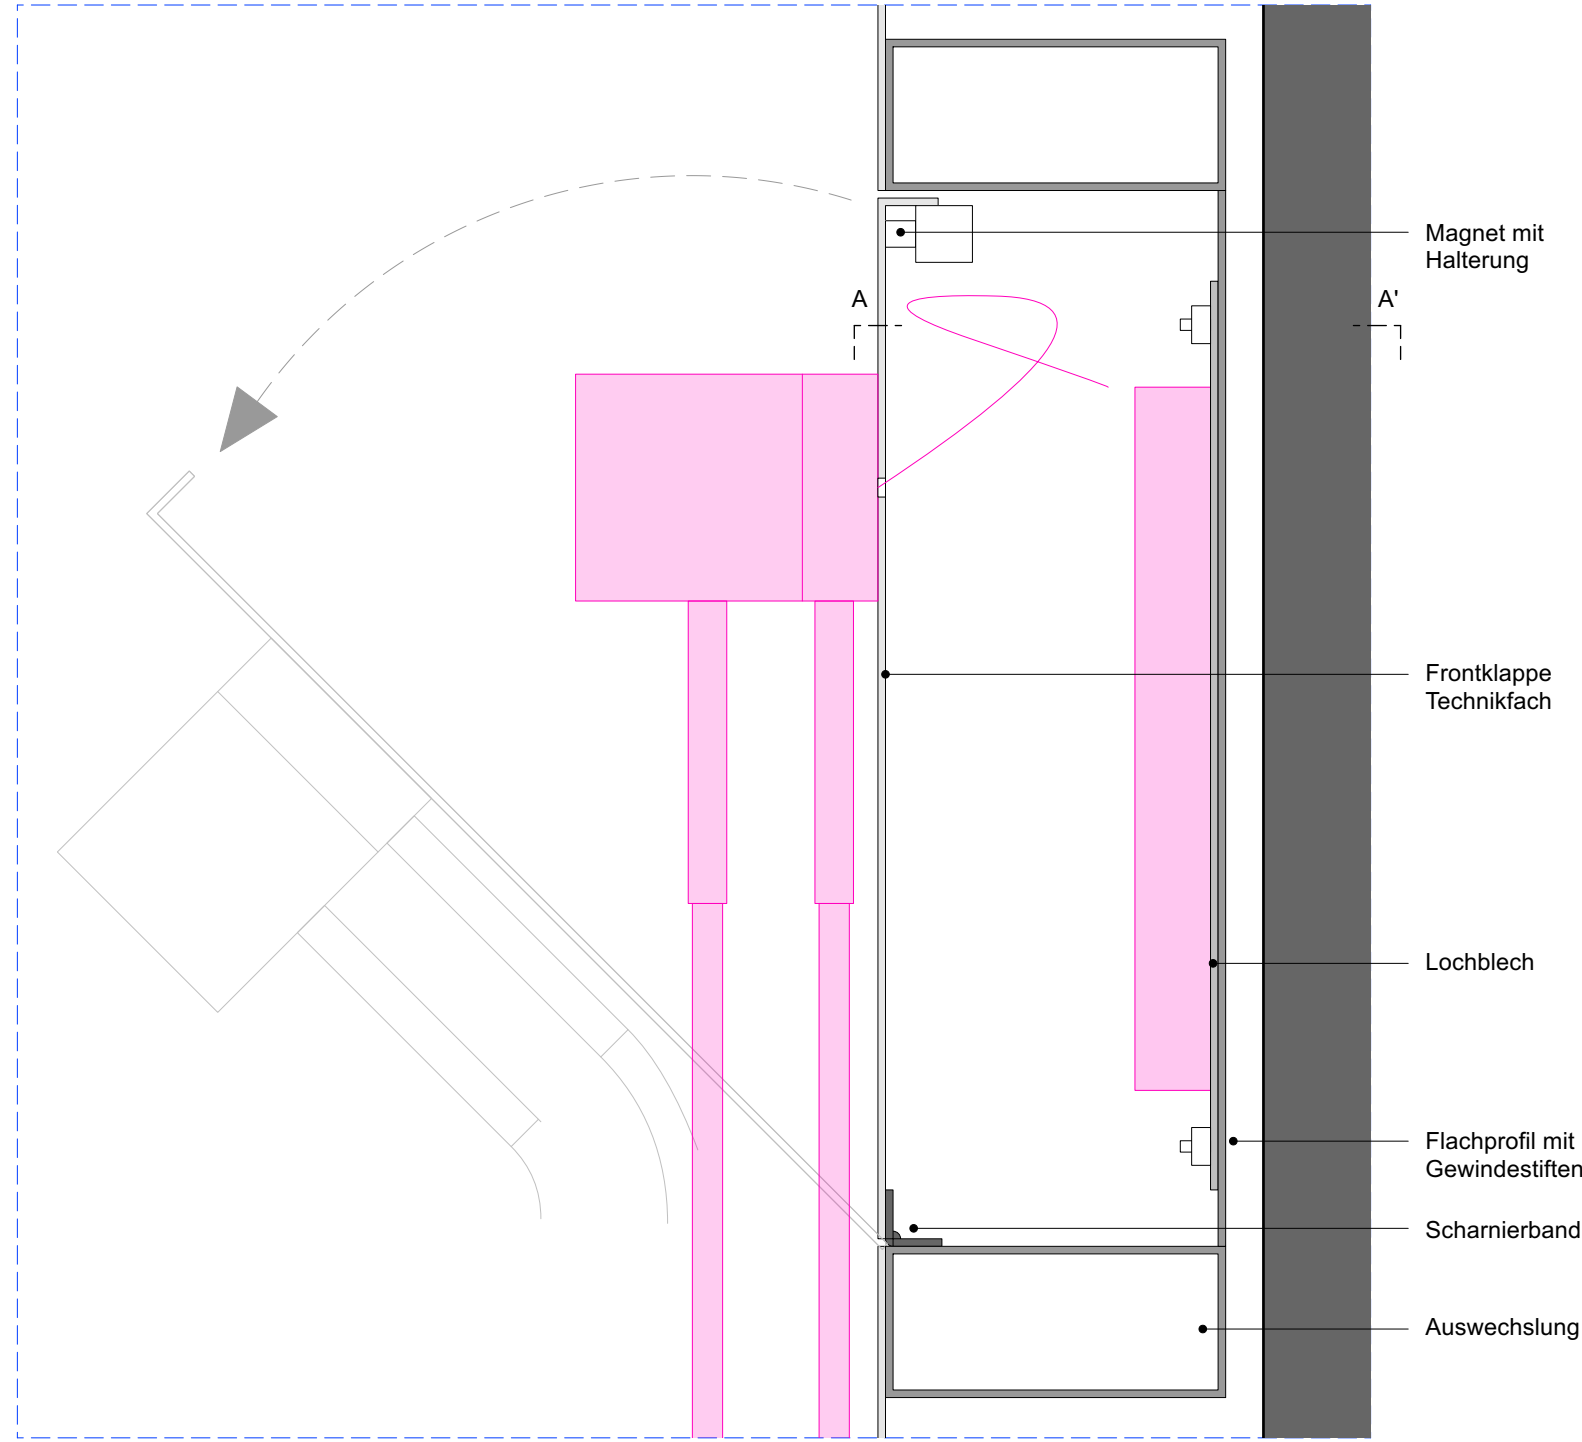 Magnet mit
Halterung
A
A'
Frontklappe
Technikfach
Lochblech
Flachprofil mit
Gewindestiften
Scharnierband
Auswechslung